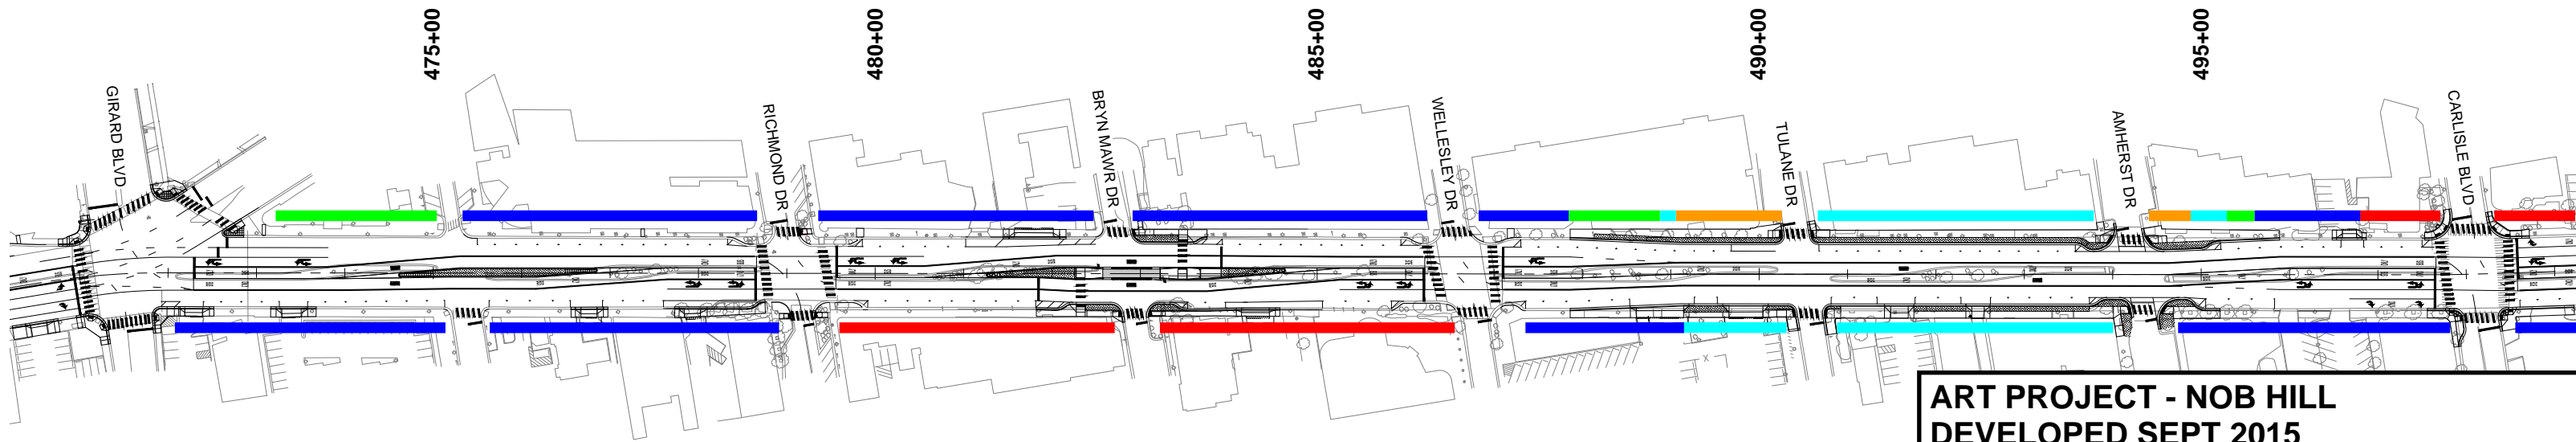 475+00
480+00
485+00
490+00
495+00
GIRARD BLVD
RICHMOND DR
BRYN MAWR DR
WELLESLEY DR
TULANE DR
AMHERST DR
CARLISLE BLVD
ART PROJECT - NOB HILL
DEVELOPED SEPT 2015